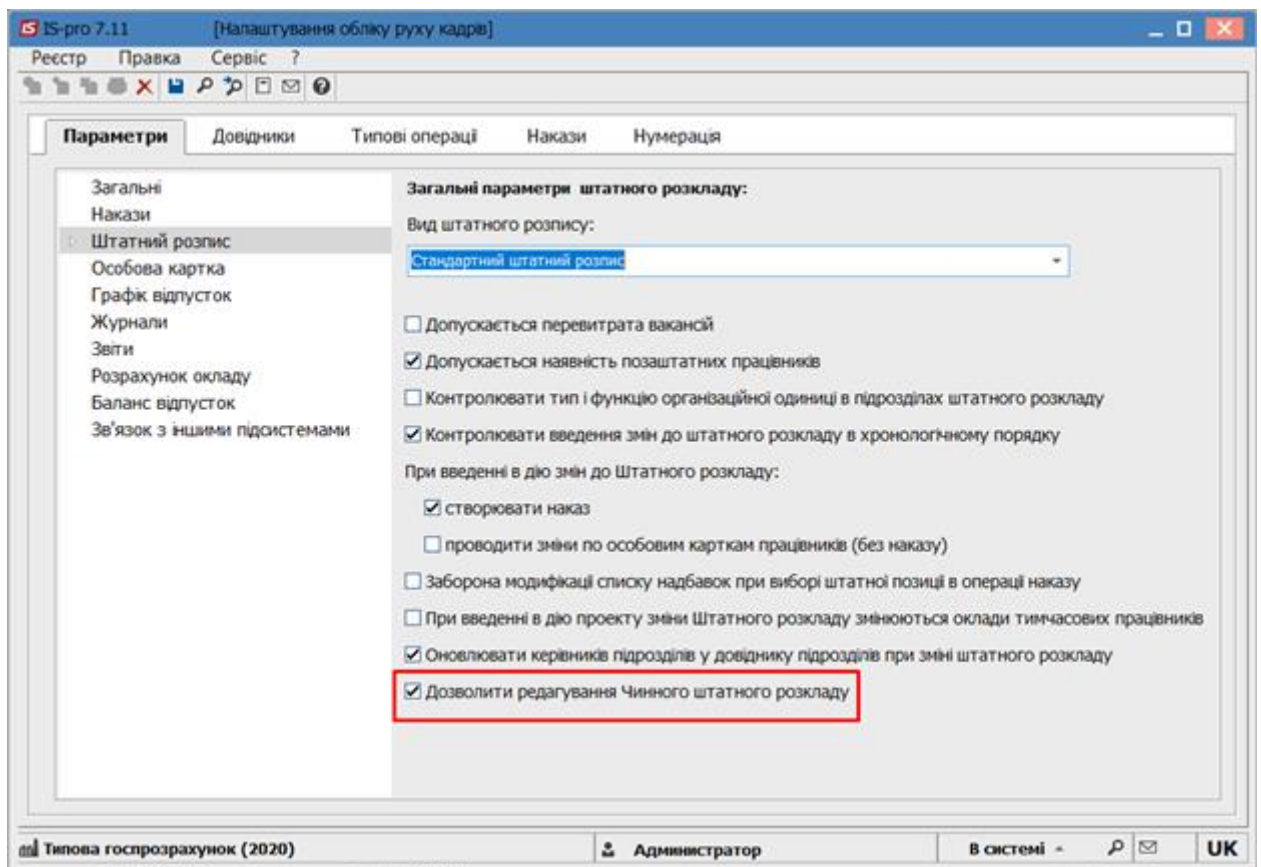 IS-pro 7.11 [Налаштування обліку руху кадрів]
Реєстр Правка Сервіс ?
Параметри Довідники Типові операції Накази Нумерація
Загальні
Накази
Штатний розпис
Особова картка
Графік відпусток
Журнали
Звіти
Розрахунок окладу
Баланс відпусток
Зв'язок з іншими підсистемами
Загальні параметри штатного розкладу:
Вид штатного розпису:
Стандартний штатний розпис
Допускається перевитрата вакансій
Допускається наявність позаштатних працівників
Контролювати тип і функцію організаційної одиниці в підрозділах штатного розкладу
Контролювати введення змін до штатного розкладу в хронологічному порядку
При введенні в дію змін до Штатного розкладу:
створювати наказ
проводити зміни по особовим карткам працівників (без наказу)
Заборона модифікації списку надбавок при виборі штатної позиції в операції наказу
При введенні в дію проекту зміни Штатного розкладу змінюються оклади тимчасових працівників
Оновлювати керівників підрозділів у довіднику підрозділів при зміні штатного розкладу
Дозволити редагування Чинного штатного розкладу
Типова госпрозрахунок (2020) Администратор В системі UK